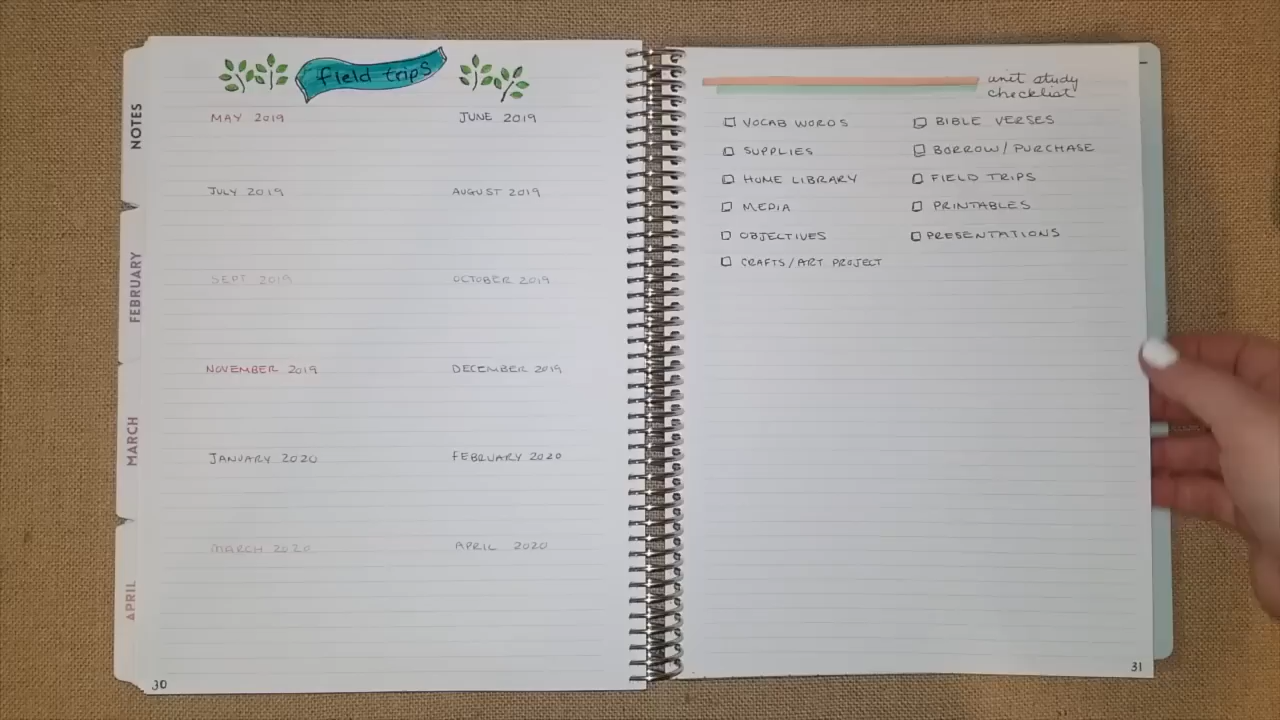 NOTES
FEBRUARY
MARCH
APRIL
field trips
MAY 2019 JUNE 2019
JULY 2019 AUGUST 2019
SEPT 2019 OCTOBER 2019
NOVEMBER 2019 DECEMBER 2019
JANUARY 2020 FEBRUARY 2020
MARCH 2020 APRIL 2020
30
unit study
checklist
VOCAB WORDS
SUPPLIES
HOME LIBRARY
MEDIA
OBJECTIVES
CRAFTS/ART PROJECT
BIBLE VERSES
BORROW/PURCHASE
FIELD TRIPS
PRINTABLES
PRESENTATIONS
31